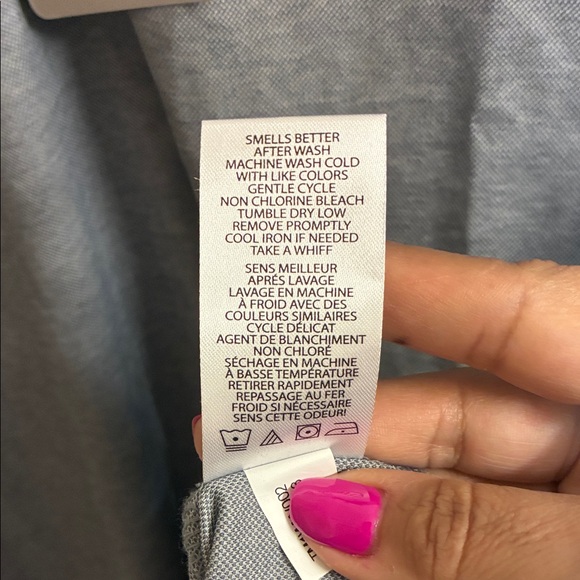 SMELLS BETTER
AFTER WASH
MACHINE WASH COLD
WITH LIKE COLORS
GENTLE CYCLE
NON CHLORINE BLEACH
TUMBLE DRY LOW
REMOVE PROMPTLY
COOL IRON IF NEEDED
TAKE A WHIFF
SENS MEILLEUR
APRÉS LAVAGE
LAVAGE EN MACHINE
À FROID AVEC DES
COULEURS SIMILAIRES
CYCLE DÉLICAT
AGENT DE BLANCHIMENT
NON CHLORÉ
SÉCHAGE EN MACHINE
À BASSE TEMPÉRATURE
RETIRER RAPIDEMENT
REPASSAGE AU FER
FROID SI NÉCESSAIRE
SENS CETTE ODEUR!